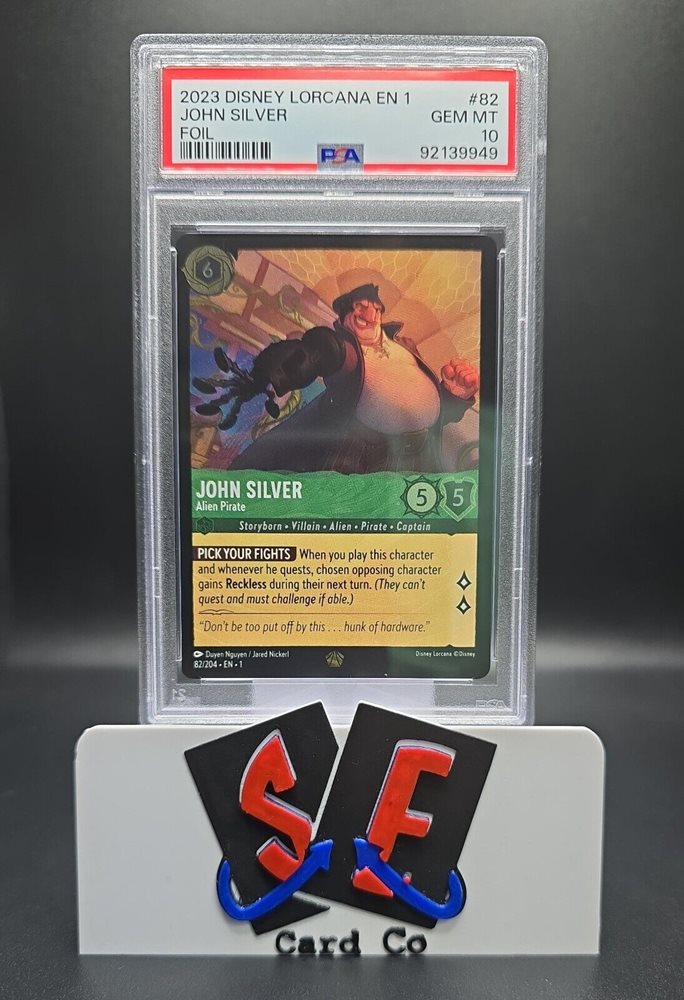 2023 DISNEY LORCANA EN 1 #82
JOHN SILVER GEM MT
FOIL 10
PSA 92139949
6
JOHN SILVER
Alien Pirate
5 5
Storyborn • Villain • Alien • Pirate • Captain
PICK YOUR FIGHTS When you play this character
and whenever he quests, chosen opposing character
gains Reckless during their next turn. (They can't
quest and must challenge if able.)
“Don't be too put off by this . . . hunk of hardware.”
Duyen Nguyen / Jared Nickerl
82/204 • EN • 1
Disney Lorcana ©Disney
PSA
S.F.
Card Co